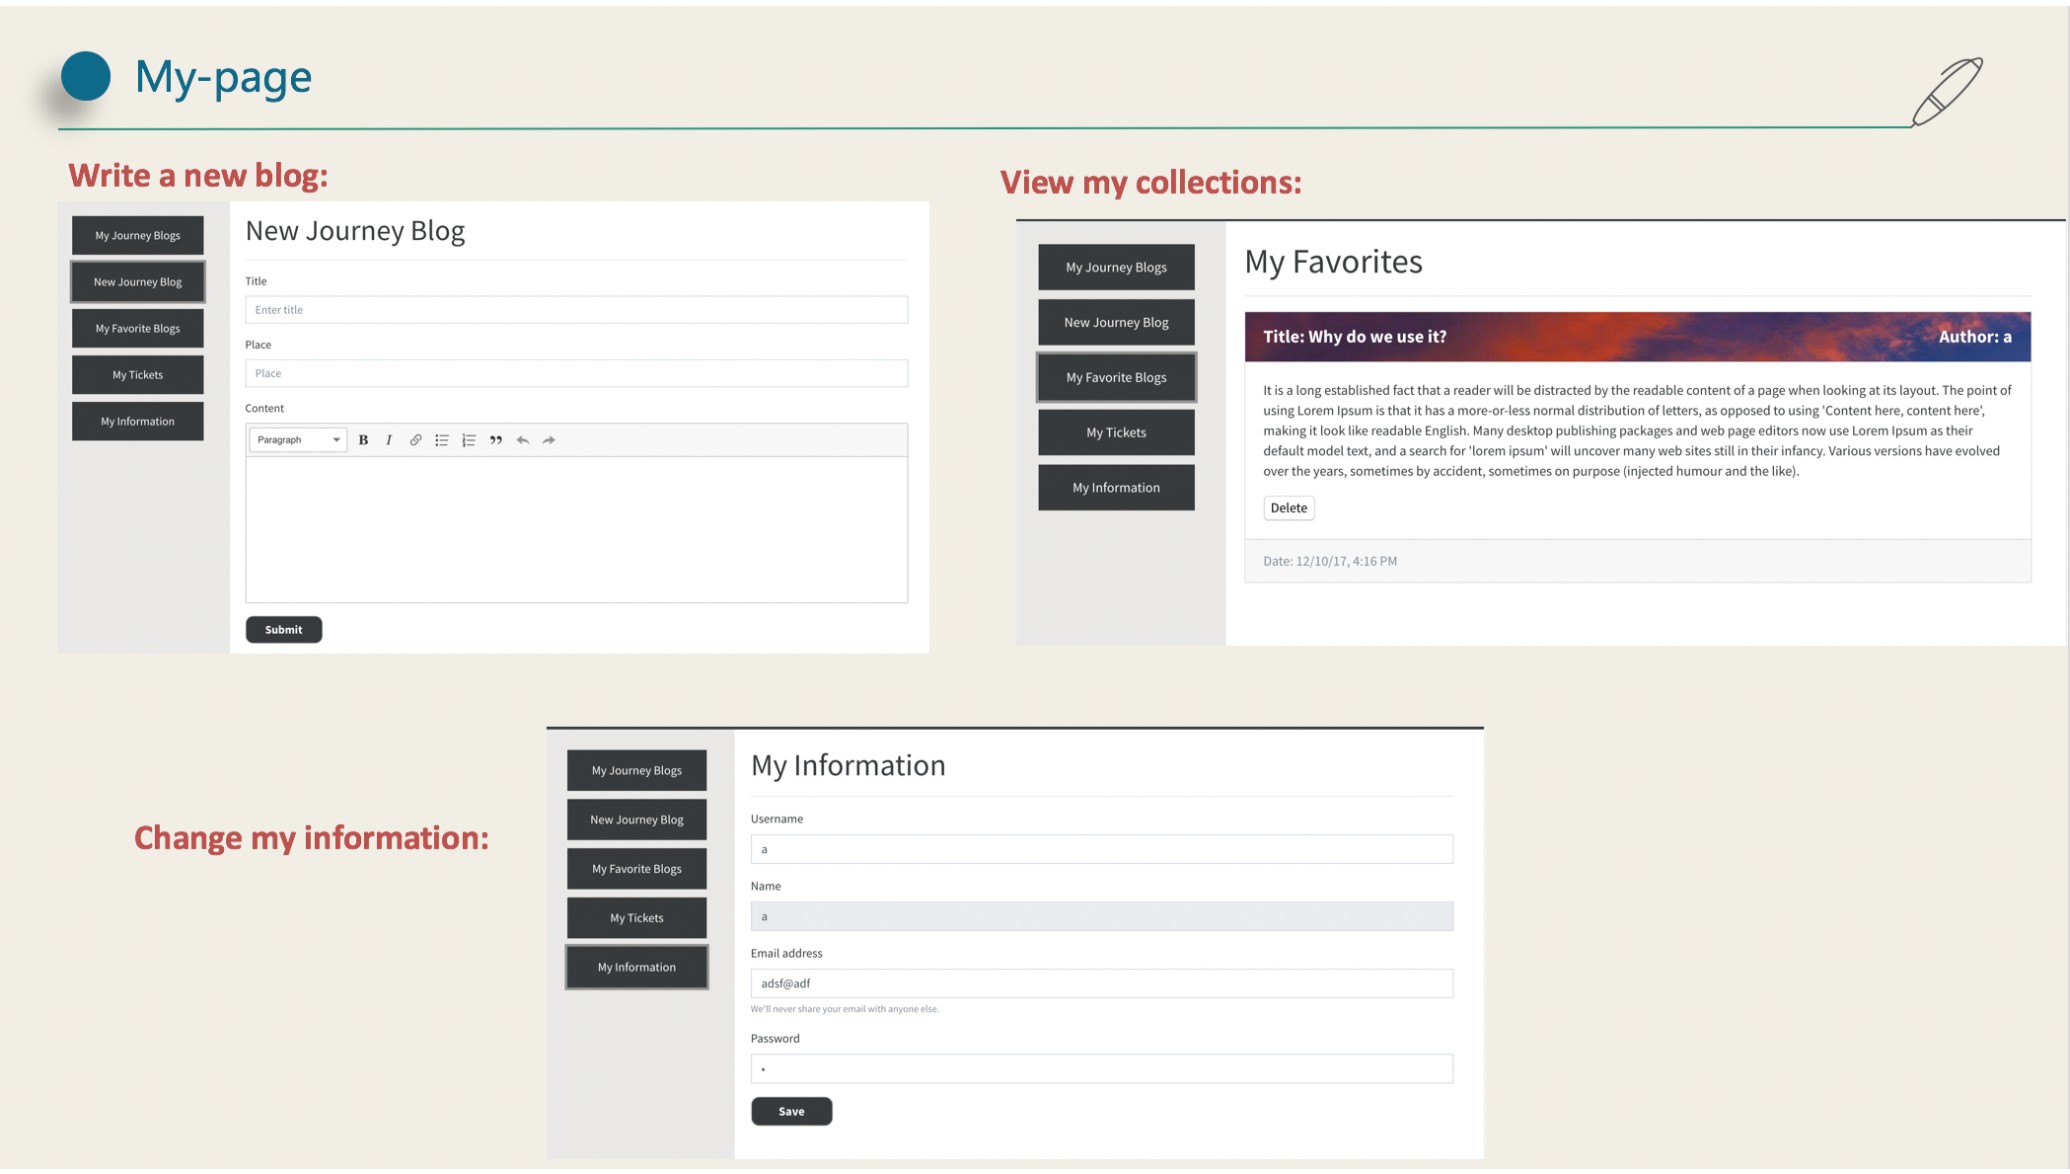 My-page
Write a new blog:
My Journey Blogs
New Journey Blog
My Favorite Blogs
My Tickets
My Information
New Journey Blog
Title
Enter title
Place
Place
Content
Paragraph
B I
Submit
View my collections:
My Journey Blogs
New Journey Blog
My Favorite Blogs
My Tickets
My Information
My Favorites
Title: Why do we use it? Author: a
It is a long established fact that a reader will be distracted by the readable content of a page when looking at its layout. The point of
using Lorem Ipsum is that it has a more-or-less normal distribution of letters, as opposed to using 'Content here, content here',
making it look like readable English. Many desktop publishing packages and web page editors now use Lorem Ipsum as their
default model text, and a search for 'lorem ipsum' will uncover many web sites still in their infancy. Various versions have evolved
over the years, sometimes by accident, sometimes on purpose (injected humour and the like).
Delete
Date: 12/10/17, 4:16 PM
Change my information:
My Journey Blogs
New Journey Blog
My Favorite Blogs
My Tickets
My Information
My Information
Username
a
Name
a
Email address
adsf@adf
We'll never share your email with anyone else.
Password
•
Save